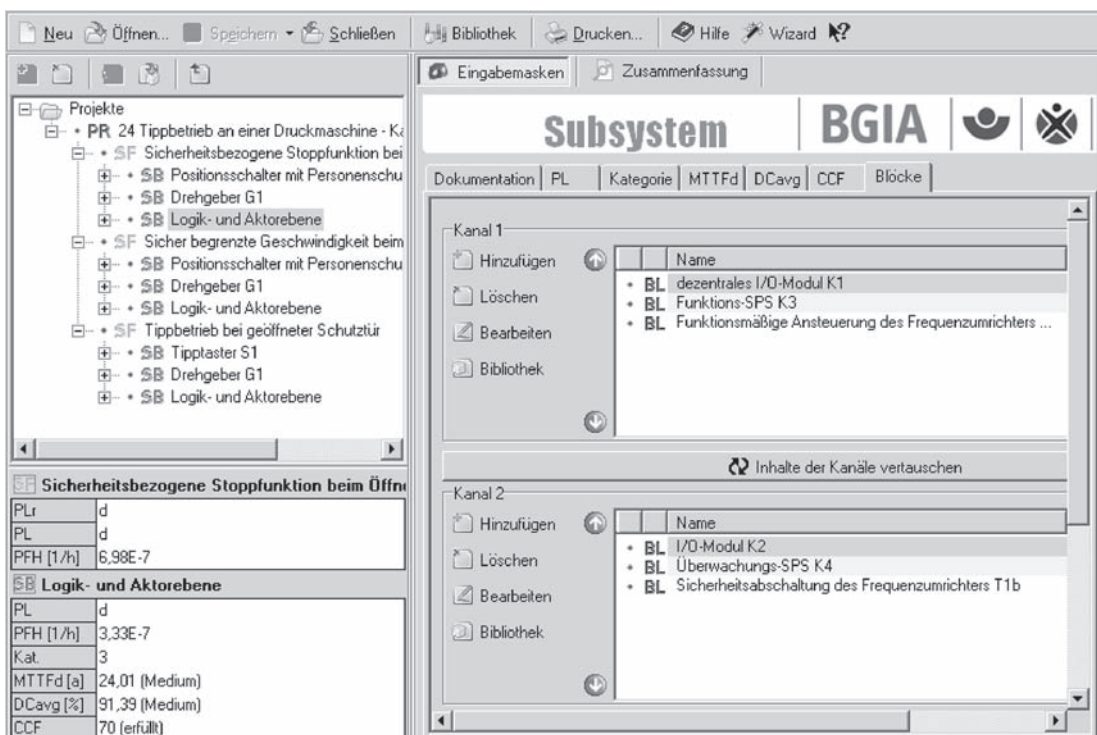 Neu Öffnen... Speichern Schließen Bibliothek Drucken... Hilfe Wizard
Projekte
PR 24 Tippbetrieb an einer Druckmaschine - Ka
SF Sicherheitsbezogene Stoppfunktion bei
SB Positionsschalter mit Personenschu
SB Drehgeber G1
SB Logik- und Aktorebene
SF Sicher begrenzte Geschwindigkeit beim
SB Positionsschalter mit Personenschu
SB Drehgeber G1
SB Logik- und Aktorebene
SF Tippbetrieb bei geöffneter Schutztür
SB Tipptaster S1
SB Drehgeber G1
SB Logik- und Aktorebene
SF Sicherheitsbezogene Stoppfunktion beim Öffne
PLr d
PL d
PFH [1/h] 6,98E-7
SB Logik- und Aktorebene
PL d
PFH [1/h] 3,33E-7
Kat. 3
MTTFd [a] 24,01 (Medium)
DCavg [%] 91,39 (Medium)
CCF 70 (erfüllt)
Eingabemasken Zusammenfassung
Subsystem BGIA
Dokumentation PL Kategorie MTTFd DCavg CCF Blöcke
Kanal 1
Hinzufügen
Löschen
Bearbeiten
Bibliothek
Name
BL dezentrales I/O-Modul K1
BL Funktions-SPS K3
BL Funktionsmäßige Ansteuerung des Frequenzumrichters ...
Inhalte der Kanäle vertauschen
Kanal 2
Hinzufügen
Löschen
Bearbeiten
Bibliothek
Name
BL I/O-Modul K2
BL Überwachungs-SPS K4
BL Sicherheitsabschaltung des Frequenzumrichters T1b